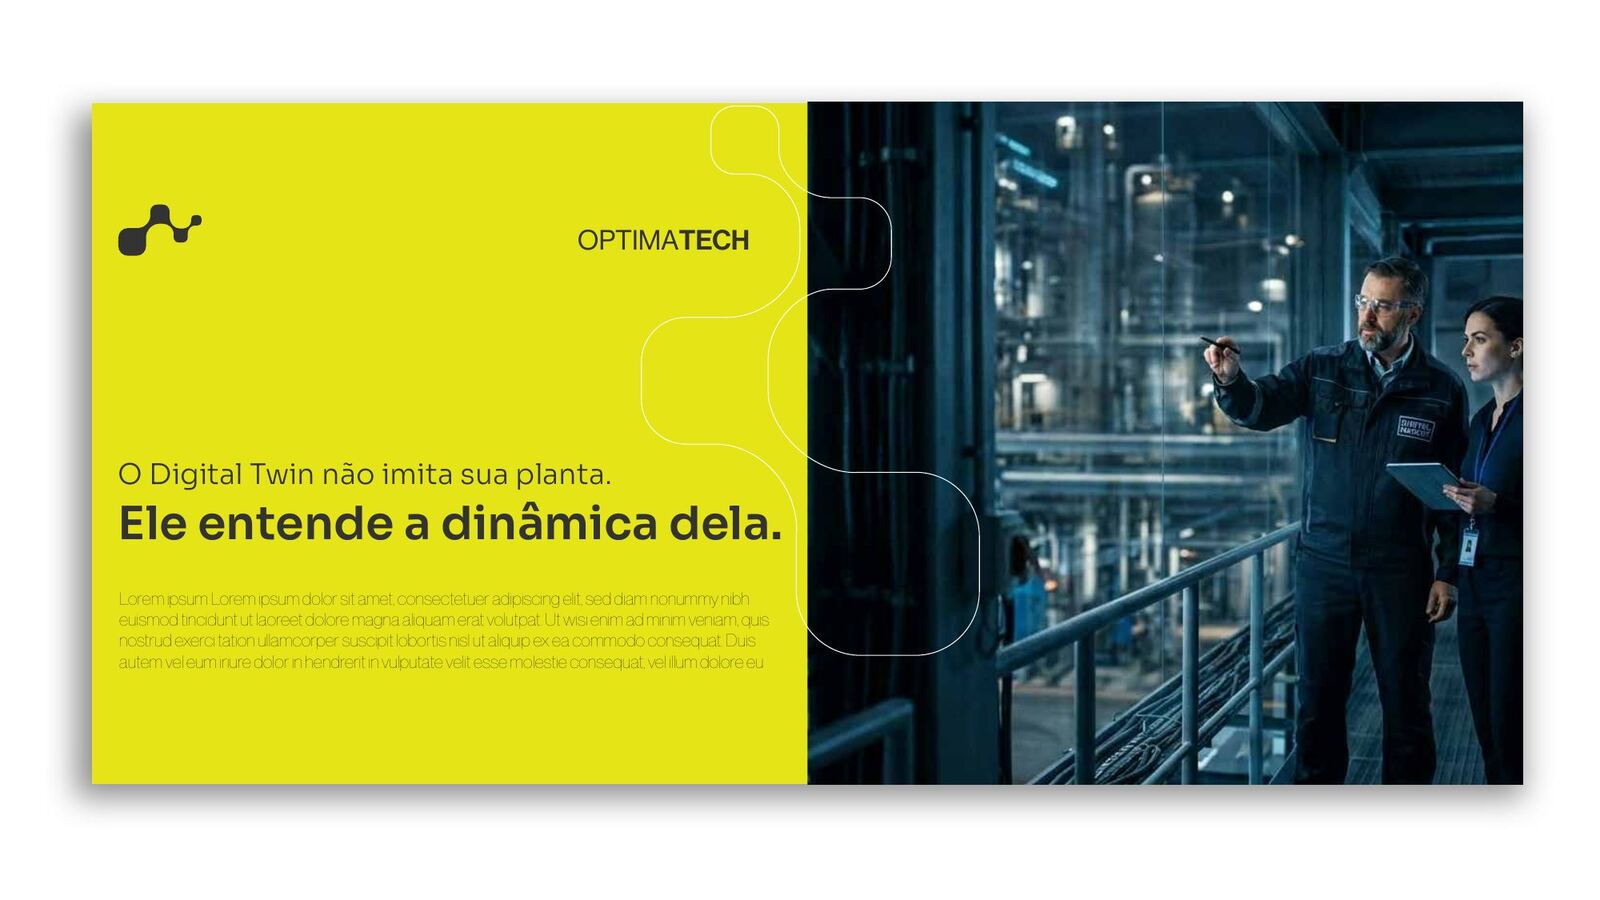 OPTIMATECH
O Digital Twin não imita sua planta.
Ele entende a dinâmica dela.
Lorem ipsum Lorem ipsum dolor sit amet, consectetuer adipiscing elit, sed diam nonummy nibh
euismod tincidunt ut laoreet dolore magna aliquam erat volutpat. Ut wisi enim ad minim veniam, quis
nostrud exerci tation ullamcorper suscipit lobortis nisl ut aliquip ex ea commodo consequat. Duis
autem vel eum iriure dolor in hendrerit in vulputate velit esse molestie consequat, vel illum dolore eu